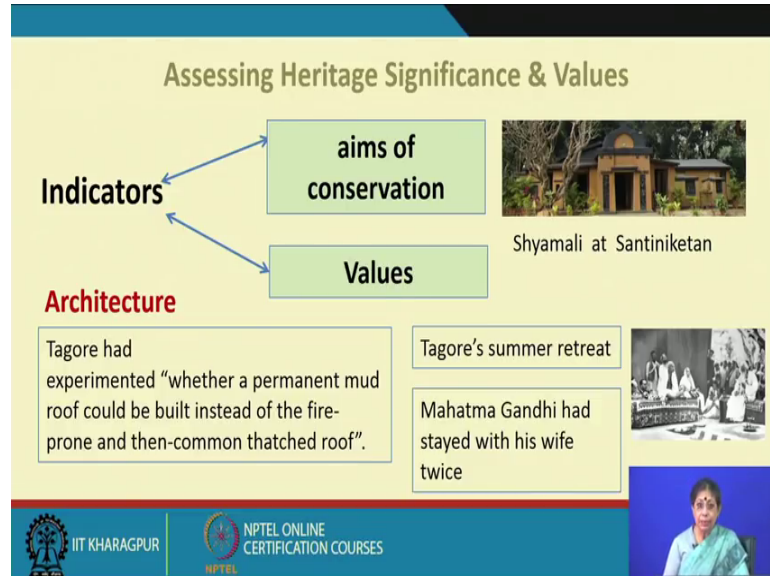 Assessing Heritage Significance & Values
Indicators
aims of
conservation
Values
Shyamali at Santiniketan
Architecture
Tagore had
experimented “whether a permanent mud
roof could be built instead of the fire-
prone and then-common thatched roof”.
Tagore’s summer retreat
Mahatma Gandhi had
stayed with his wife
twice
IIT KHARAGPUR
NPTEL
NPTEL ONLINE
CERTIFICATION COURSES